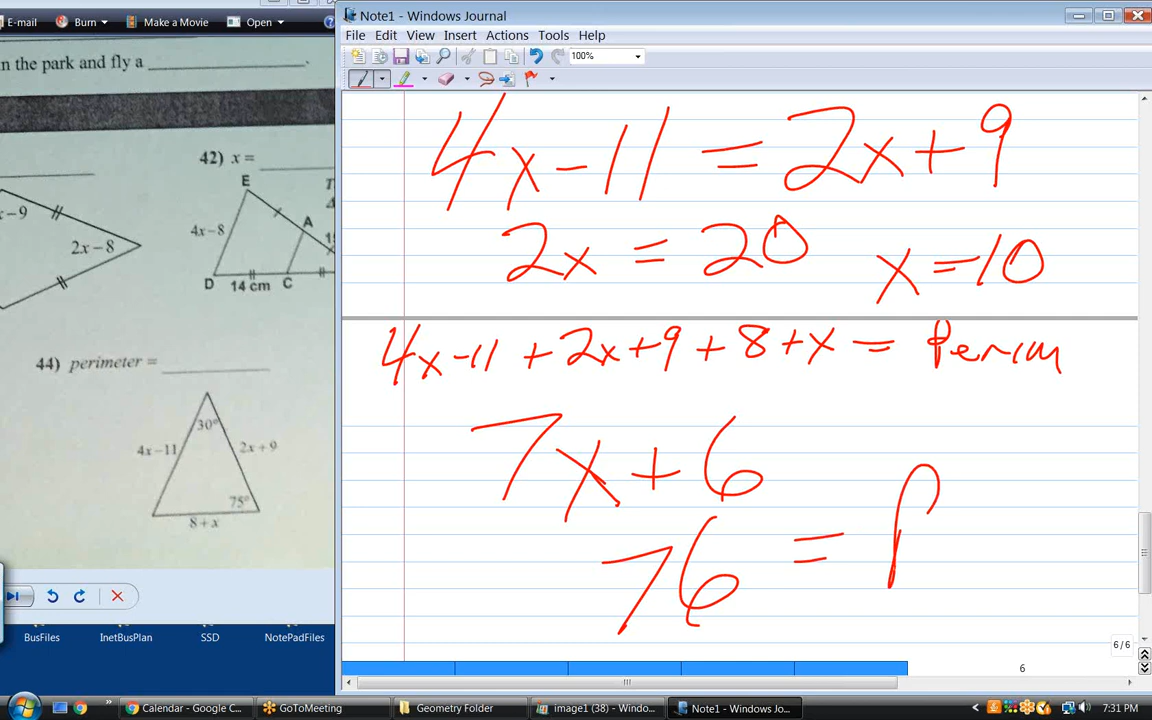 E-mail Burn Make a Movie Open
n the park and fly a
42) x =
E
x−9
2x−8
4x−8
A
D 14 cm C
44) perimeter =
30°
4x−11
2x+9
75°
8+x
BusFiles InetBusPlan SSD NotePadFiles
Note1 - Windows Journal
File Edit View Insert Actions Tools Help
100%
4x-11 = 2x+9
2x = 20 x=10
4x-11 + 2x+9 + 8+x = Perim
7x+6
76 = P
6/6
6
Calendar - Google C... GoToMeeting Geometry Folder image1 (38) - Windo... Note1 - Windows Jo... 7:31 PM